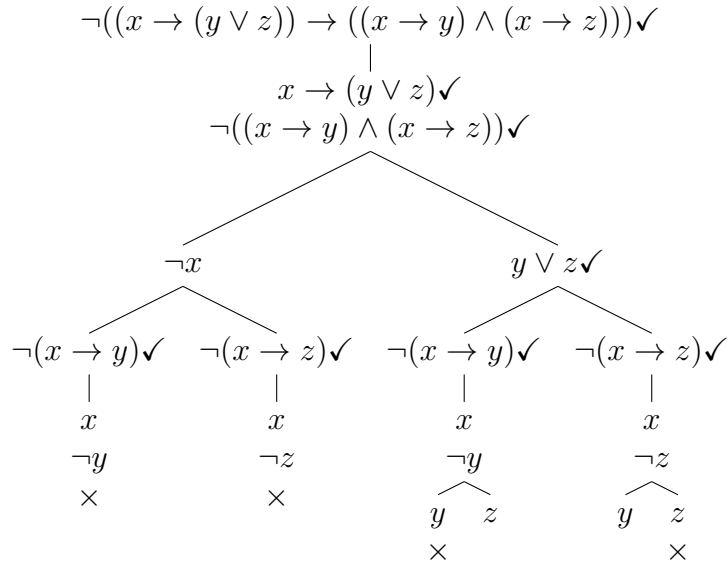 ¬((x → (y ∨ z)) → ((x → y) ∧ (x → z)))✓
x → (y ∨ z)✓
¬((x → y) ∧ (x → z))✓
¬x y ∨ z✓
¬(x → y)✓ ¬(x → z)✓ ¬(x → y)✓ ¬(x → z)✓
x x x x
¬y ¬z ¬y ¬z
× ×
y z y z
× ×